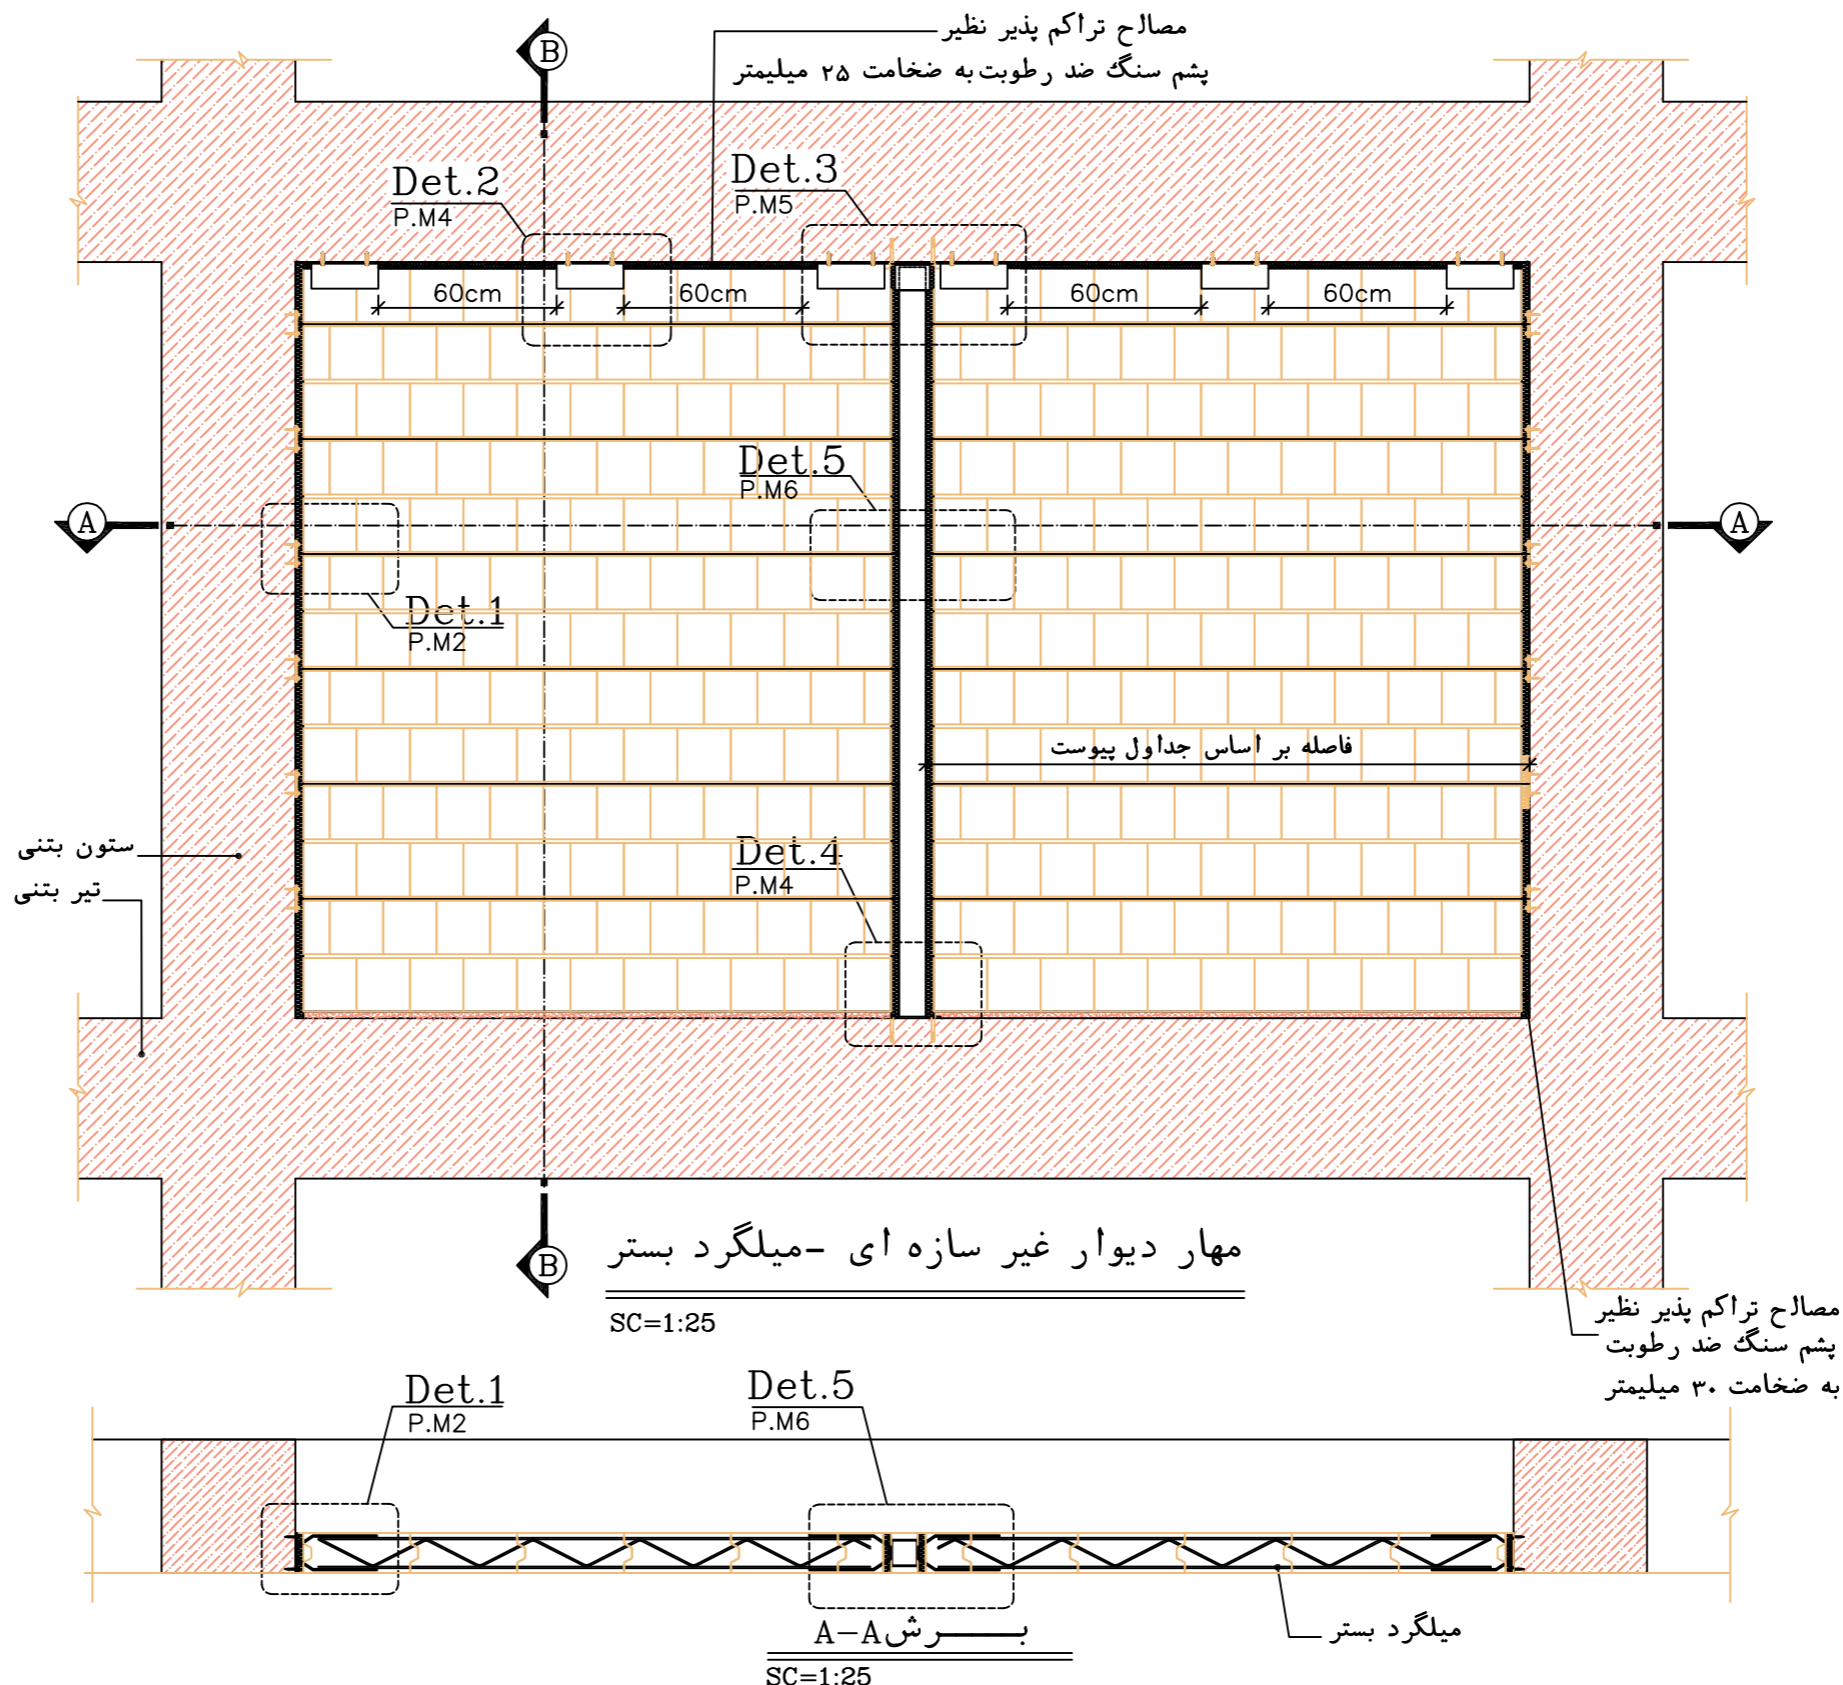 مصالح تراکم پذیر نظیر
پشم سنگ ضد رطوبت به ضخامت ۲۵ میلیمتر
B
Det.2
P.M4
Det.3
P.M5
60cm
60cm
60cm
60cm
Det.5
P.M6
A
A
Det.1
P.M2
فاصله بر اساس جداول پیوست
ستون بتنی
تیر بتنی
Det.4
P.M4
B
مهار دیوار غیر سازه ای -میلگرد بستر
SC=1:25
مصالح تراکم پذیر نظیر
پشم سنگ ضد رطوبت
به ضخامت ۳۰ میلیمتر
Det.1
P.M2
Det.5
P.M6
میلگرد بستر
بـــــرش A-A
SC=1:25